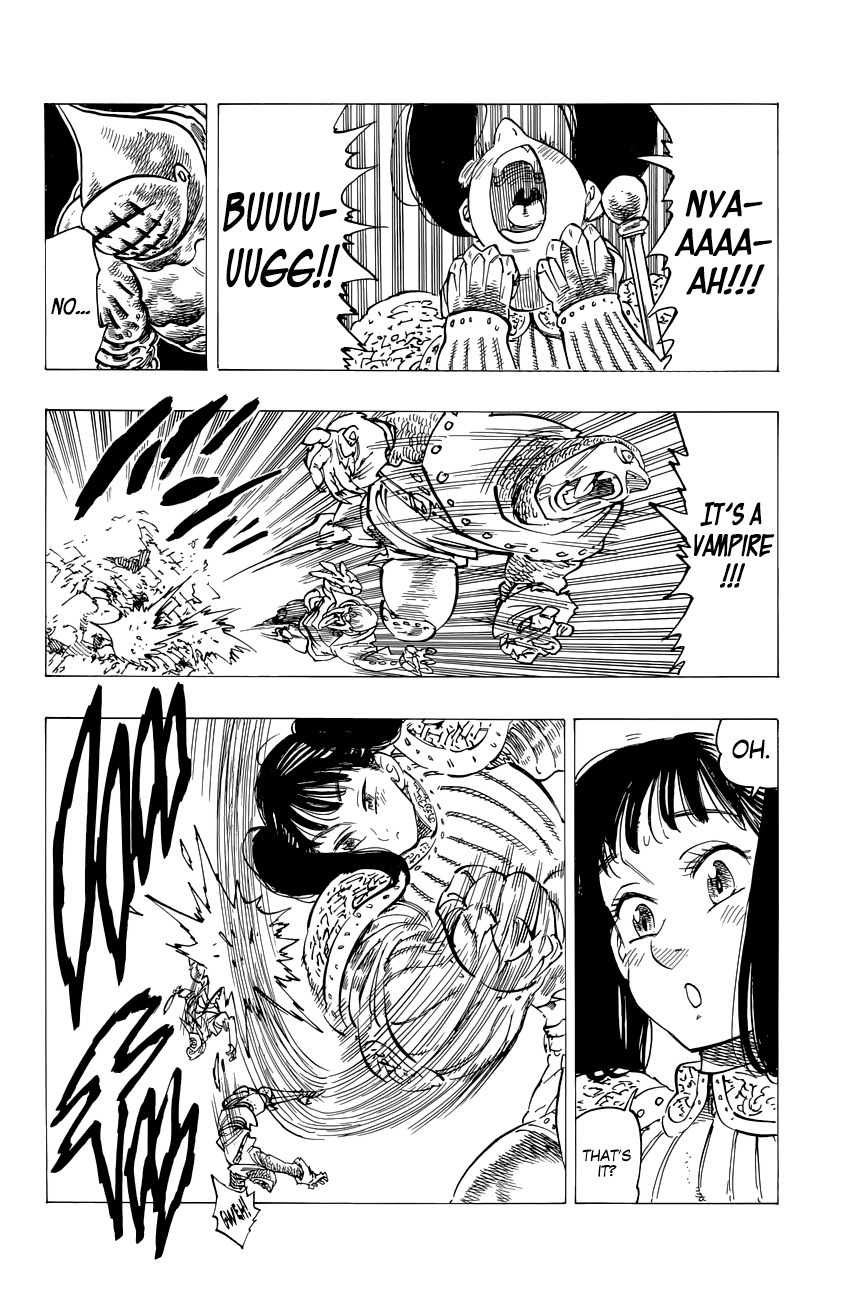 NYA-
AAAA-
AH!!!
BUUUU-
UUGG!!
NO...
IT'S A
VAMPIRE
!!!
OH.
THAT'S
IT?